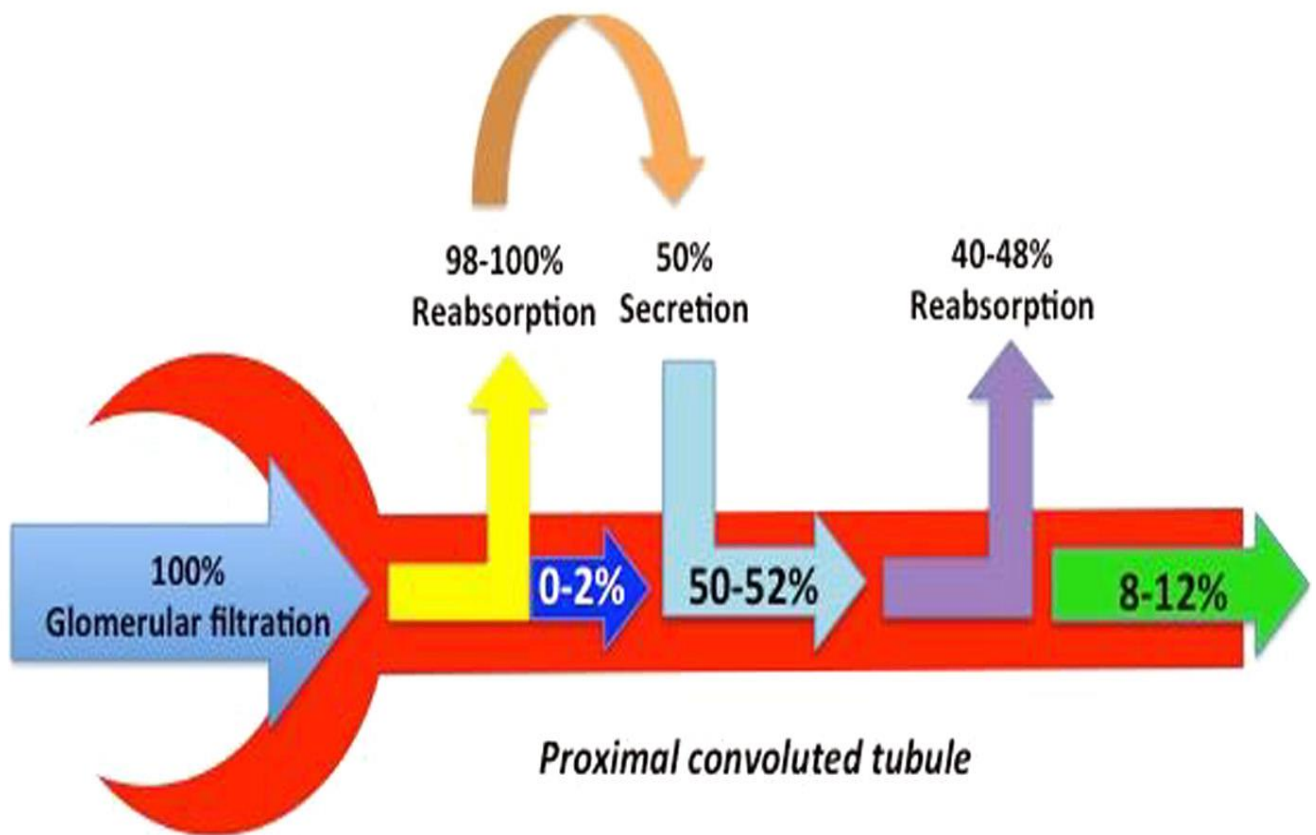 98-100%
Reabsorption
50%
Secretion
40-48%
Reabsorption
100%
Glomerular filtration
0-2%
50-52%
8-12%
Proximal convoluted tubule